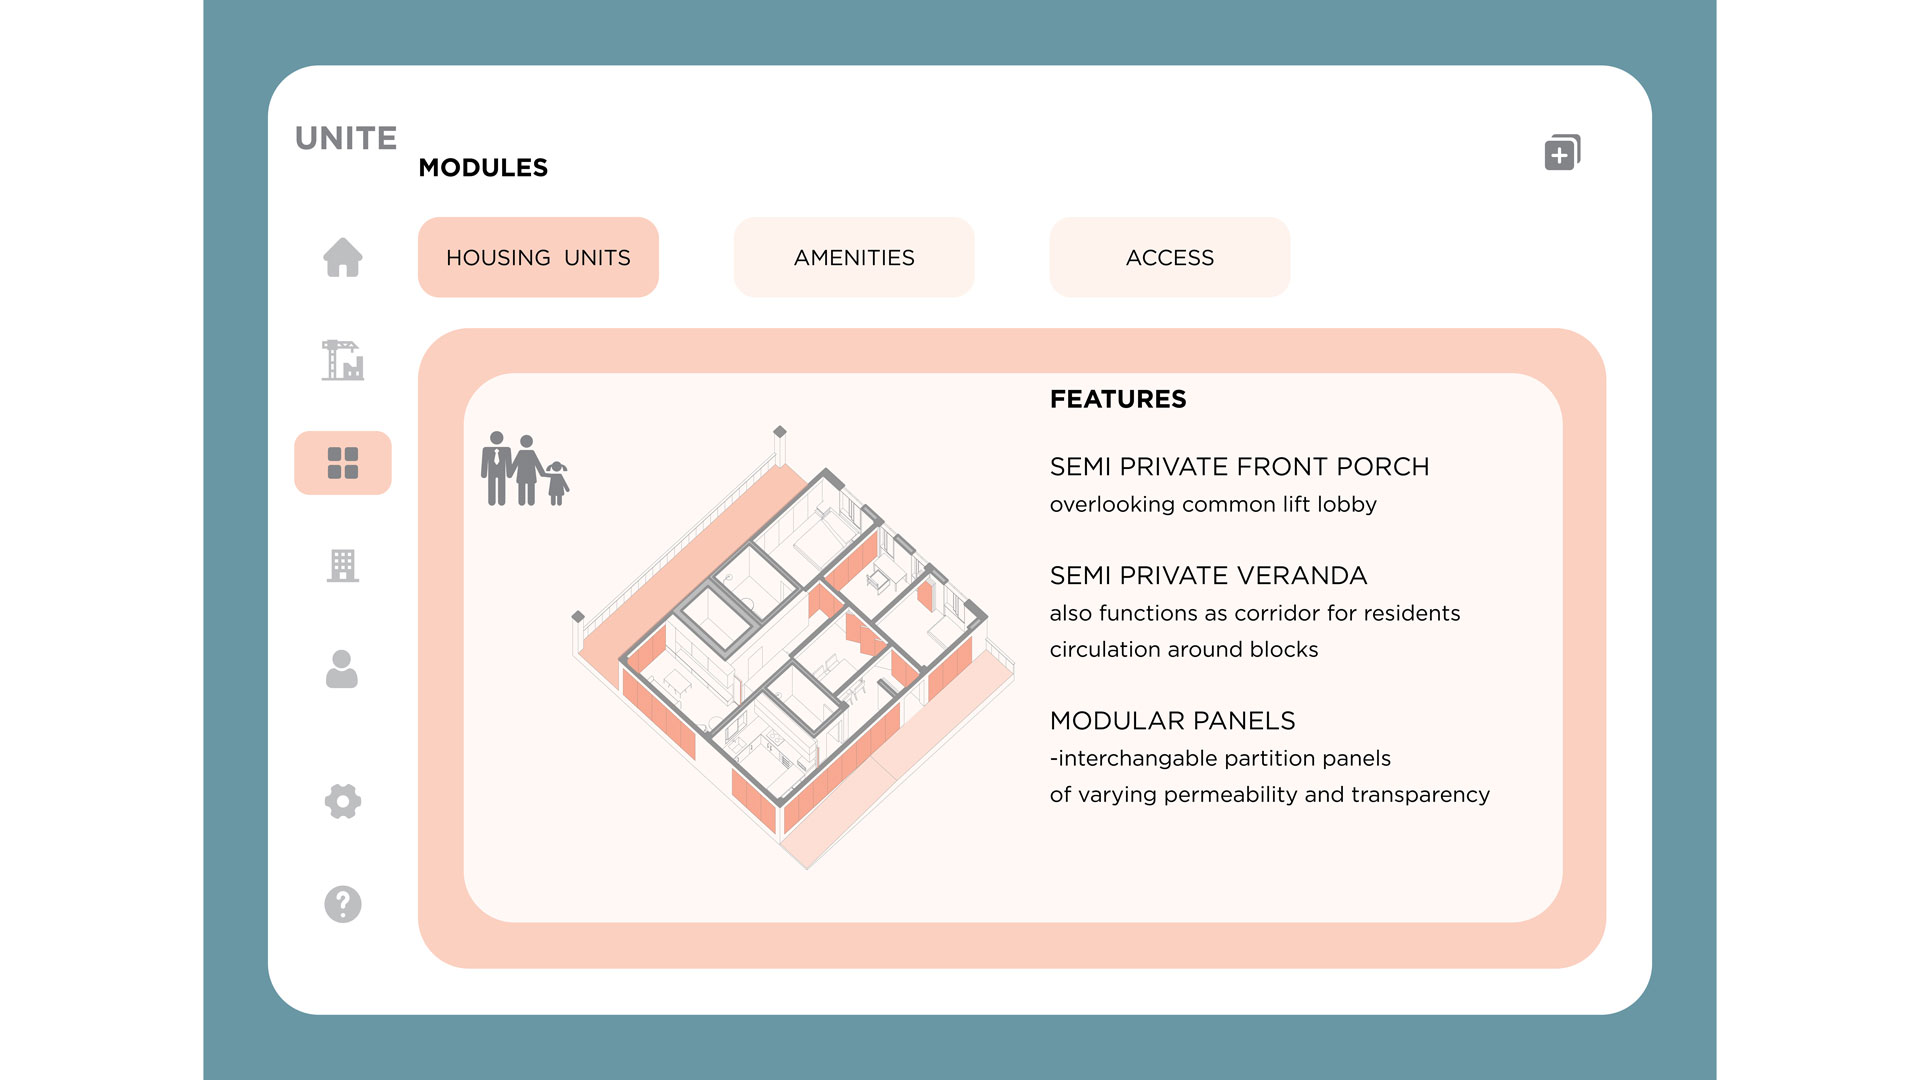 UNITE
MODULES
HOUSING UNITS
AMENITIES
ACCESS
FEATURES
SEMI PRIVATE FRONT PORCH
overlooking common lift lobby
SEMI PRIVATE VERANDA
also functions as corridor for residents
circulation around blocks
MODULAR PANELS
-interchangable partition panels
of varying permeability and transparency